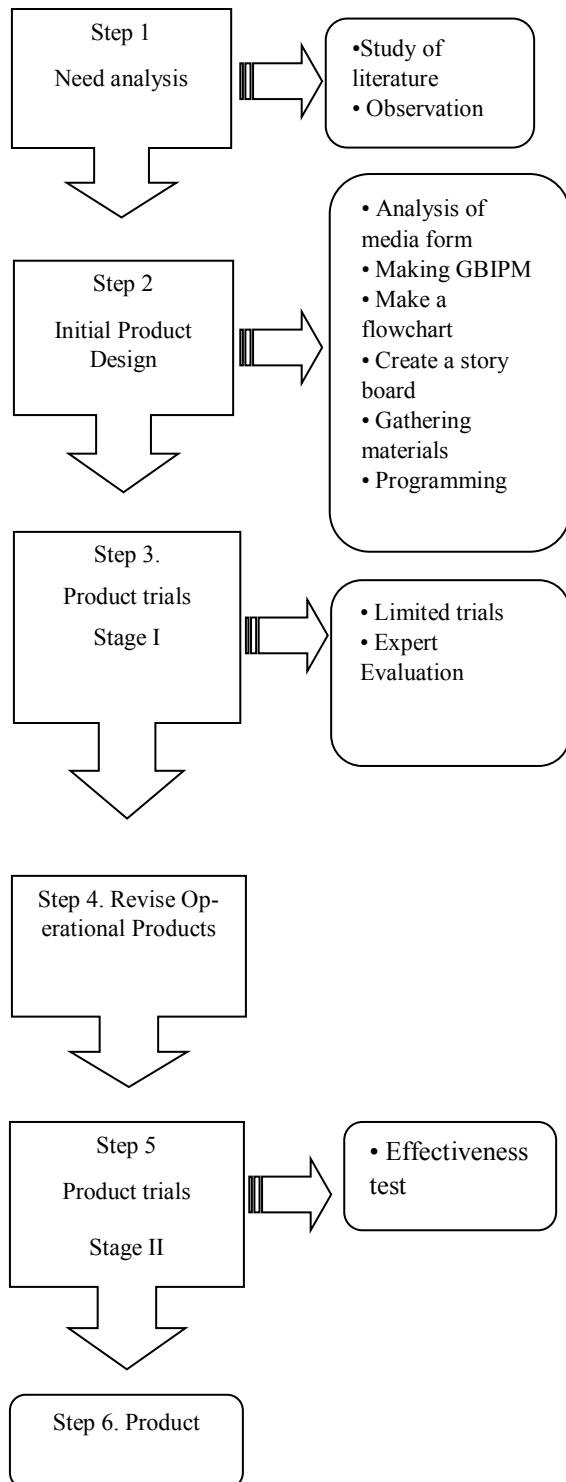 Step 1
Need analysis
•Study of
literature
• Observation
Step 2
Initial Product
Design
• Analysis of
media form
• Making GBIPM
• Make a
flowchart
• Create a story
board
• Gathering
materials
• Programming
Step 3.
Product trials
Stage I
• Limited trials
• Expert
Evaluation
Step 4. Revise Op-
erational Products
Step 5
Product trials
Stage II
• Effectiveness
test
Step 6. Product